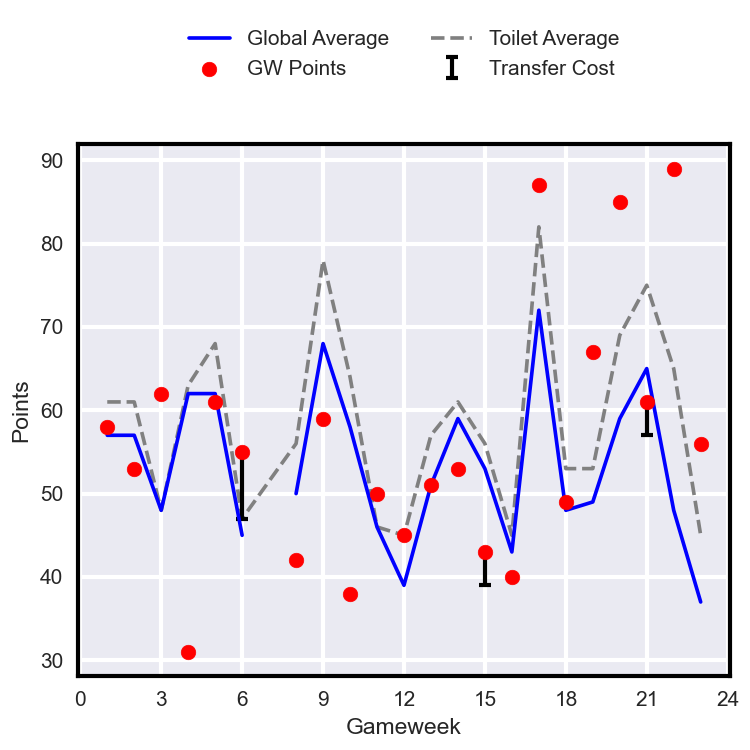 Global Average
Toilet Average
GW Points
Transfer Cost
90
80
70
60
50
40
30
Points
0 3 6 9 12 15 18 21 24
Gameweek